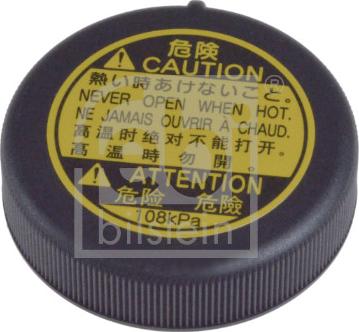 危険
CAUTION
熱い時あけないこと。
NEVER OPEN WHEN HOT.
NE JAMAIS OUVRIR À CHAUD.
高温时绝对不能打开。
高温時勿開。
ATTENTION
危险 危險
108kPa
febi
bilstein
®